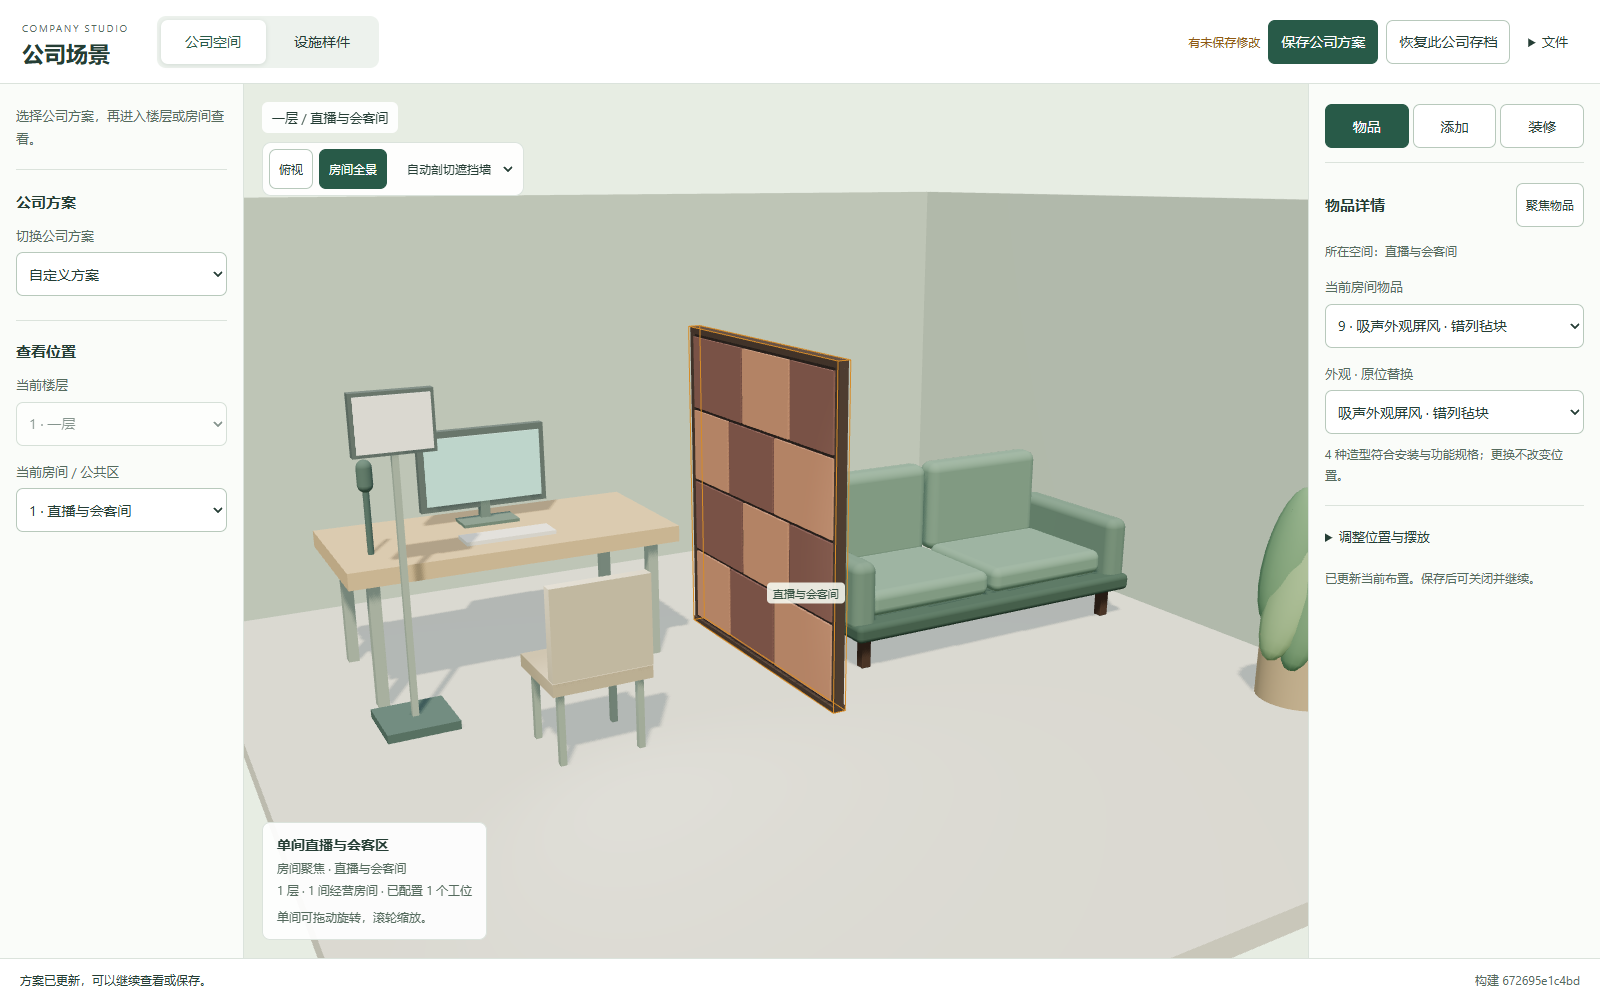 COMPANY STUDIO
公司场景
公司空间
设施样件
有未保存修改
保存公司方案
恢复此公司存档
文件
选择公司方案，再进入楼层或房间查
看。
公司方案
切换公司方案
自定义方案
查看位置
当前楼层
1 · 一层
当前房间 / 公共区
1 · 直播与会客间
一层 / 直播与会客间
俯视
房间全景
自动剖切遮挡墙
直播与会客间
单间直播与会客区
房间聚焦 · 直播与会客间
1 层 · 1 间经营房间 · 已配置 1 个工位
单间可拖动旋转，滚轮缩放。
物品
添加
装修
物品详情
聚焦物品
所在空间：直播与会客间
当前房间物品
9 · 吸声外观屏风 · 错列毡块
外观 · 原位替换
吸声外观屏风 · 错列毡块
4 种造型符合安装与功能规格；更换不改变位
置。
调整位置与摆放
已更新当前布置。保存后可关闭并继续。
方案已更新，可以继续查看或保存。
构建 672695e1c4bd